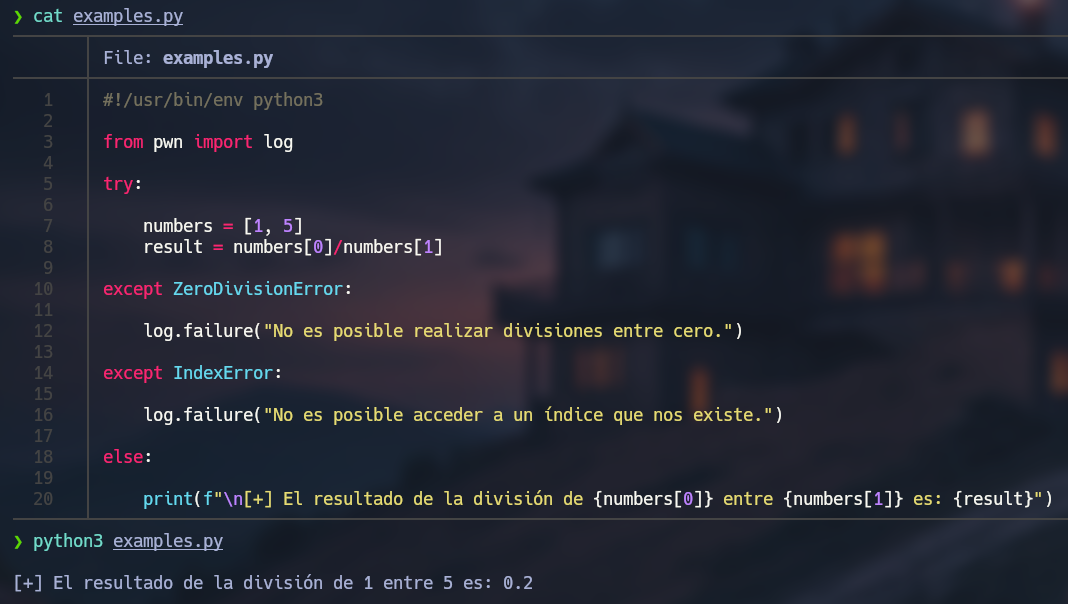 ❯ cat examples.py
File: examples.py
1 #!/usr/bin/env python3
2
3 from pwn import log
4
5 try:
6
7     numbers = [1, 5]
8     result = numbers[0]/numbers[1]
9
10 except ZeroDivisionError:
11
12     log.failure("No es posible realizar divisiones entre cero.")
13
14 except IndexError:
15
16     log.failure("No es posible acceder a un índice que nos existe.")
17
18 else:
19
20     print(f"\n[+] El resultado de la división de {numbers[0]} entre {numbers[1]} es: {result}")
❯ python3 examples.py
[+] El resultado de la división de 1 entre 5 es: 0.2